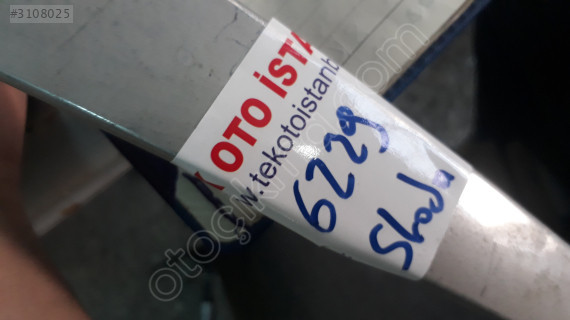 #3108025
OTO İSTA
w.tekotoistanb
6229
Skoda